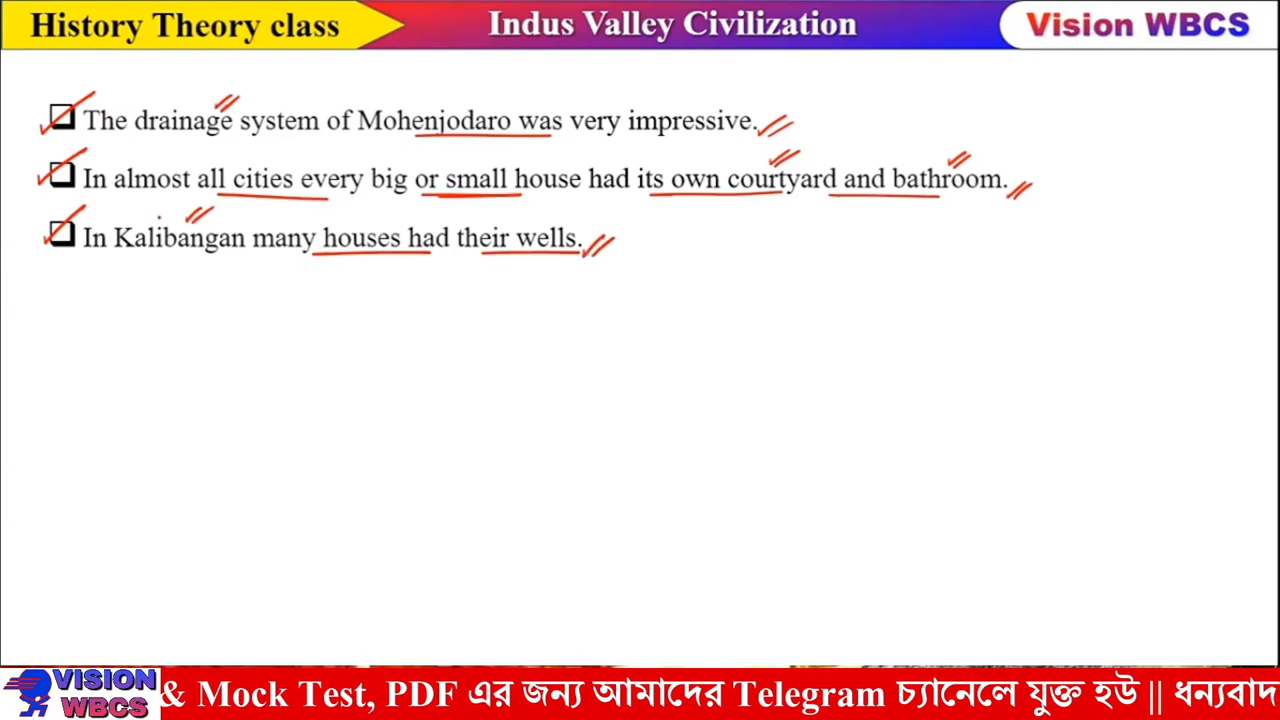 History Theory class
Indus Valley Civilization
Vision WBCS
The drainage system of Mohenjodaro was very impressive.
In almost all cities every big or small house had its own courtyard and bathroom.
In Kalibangan many houses had their wells.
VISION
WBCS
& Mock Test, PDF এর জন্য আমাদের Telegram চ্যানেলে যুক্ত হউ || ধন্যবাদ